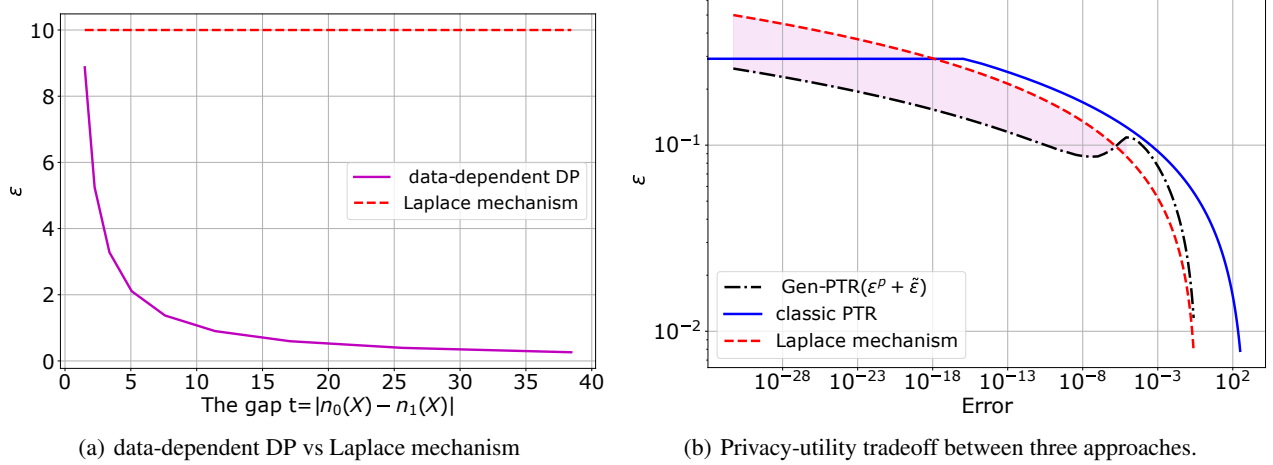 10
8
6
4
2
0
ε
data-dependent DP
Laplace mechanism
0 5 10 15 20 25 30 35 40
The gap t=|n₀(X) − n₁(X)|
(a) data-dependent DP vs Laplace mechanism
10⁻¹
10⁻²
ε
Gen-PTR(εᵖ + ε̃)
classic PTR
Laplace mechanism
10⁻²⁸ 10⁻²³ 10⁻¹⁸ 10⁻¹³ 10⁻⁸ 10⁻³ 10²
Error
(b) Privacy-utility tradeoff between three approaches.